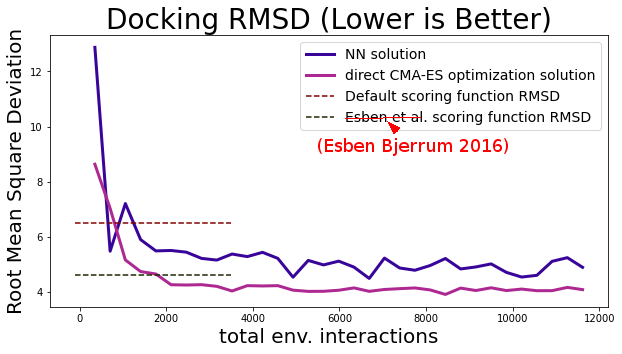 Docking RMSD (Lower is Better)
NN solution
direct CMA-ES optimization solution
Default scoring function RMSD
Esben et al. scoring function RMSD
(Esben Bjerrum 2016)
Root Mean Square Deviation
12
10
8
6
4
0
2000
4000
6000
8000
10000
12000
total env. interactions